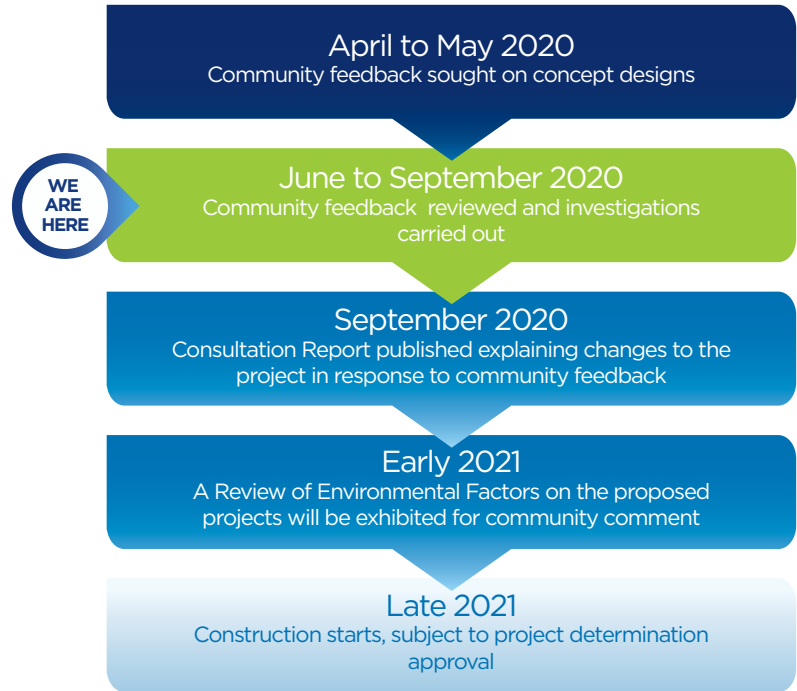 April to May 2020
Community feedback sought on concept designs
WE
ARE
HERE
June to September 2020
Community feedback reviewed and investigations
carried out
September 2020
Consultation Report published explaining changes to the
project in response to community feedback
Early 2021
A Review of Environmental Factors on the proposed
projects will be exhibited for community comment
Late 2021
Construction starts, subject to project determination
approval